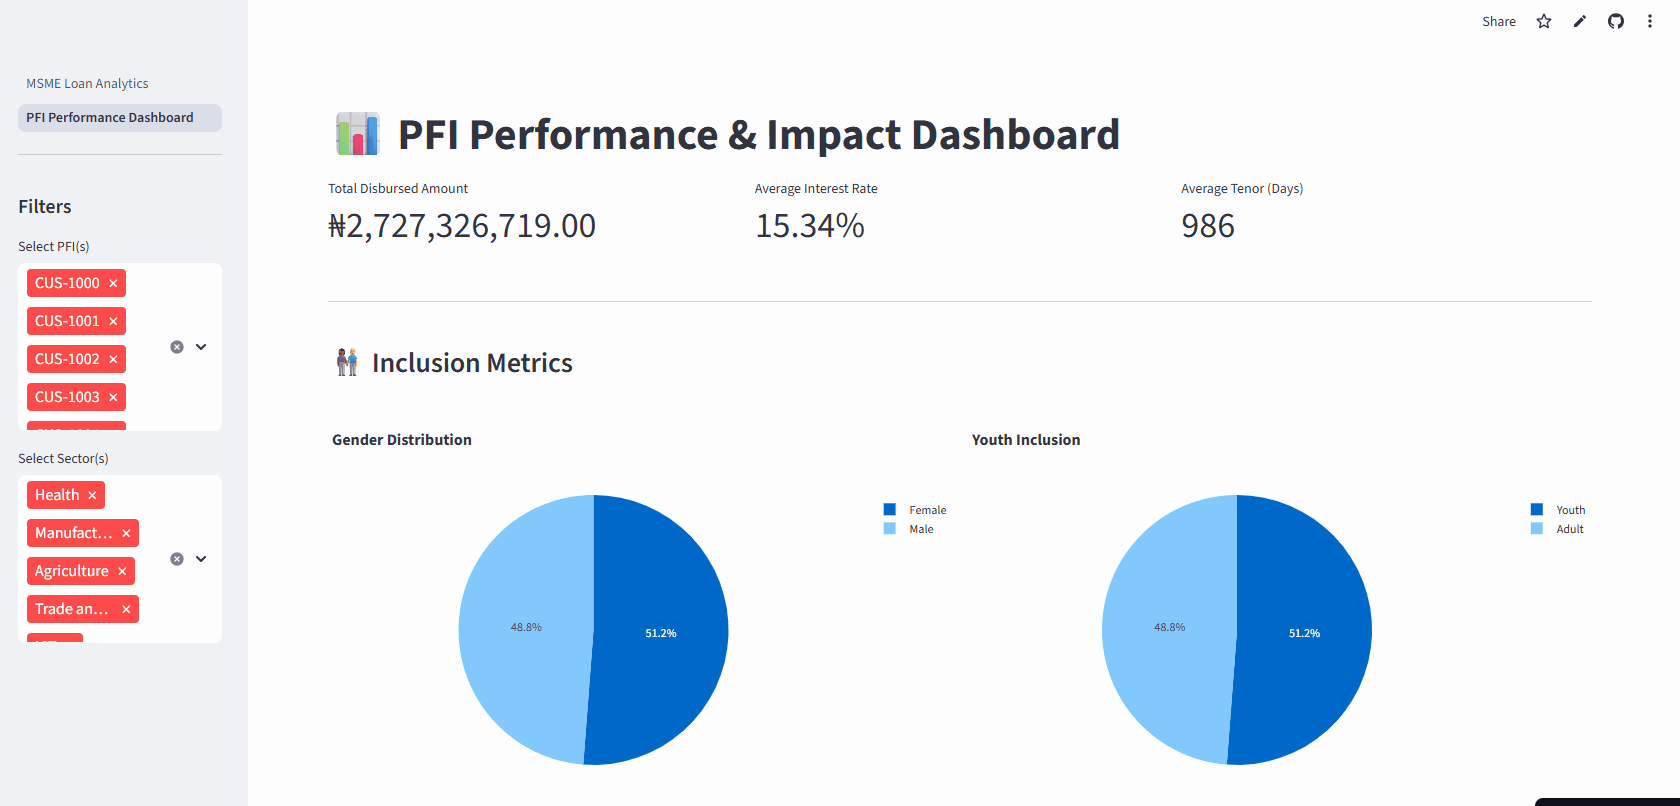 Share
MSME Loan Analytics
PFI Performance Dashboard
Filters
Select PFI(s)
CUS-1000
CUS-1001
CUS-1002
CUS-1003
Select Sector(s)
Health
Manufact...
Agriculture
Trade an...
PFI Performance & Impact Dashboard
Total Disbursed Amount
₦2,727,326,719.00
Average Interest Rate
15.34%
Average Tenor (Days)
986
Inclusion Metrics
Gender Distribution
Female
Male
48.8%
51.2%
Youth Inclusion
Youth
Adult
48.8%
51.2%